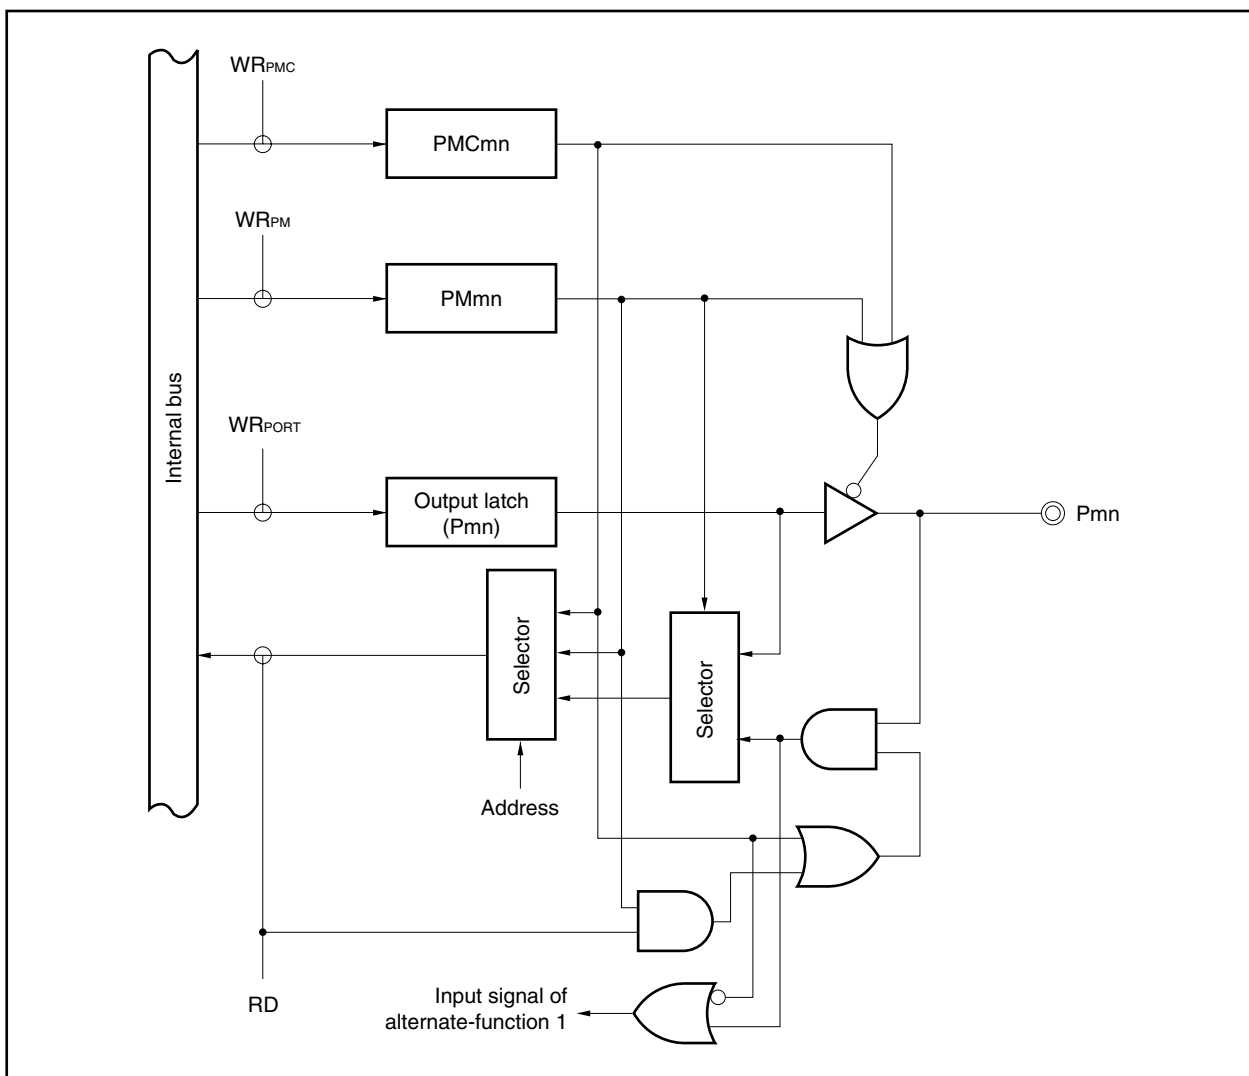 WRPMC
PMCmn
WRPM
PMmn
Internal bus
WRPORT
Output latch
(Pmn)
Pmn
Selector
Selector
Address
RD
Input signal of
alternate-function 1